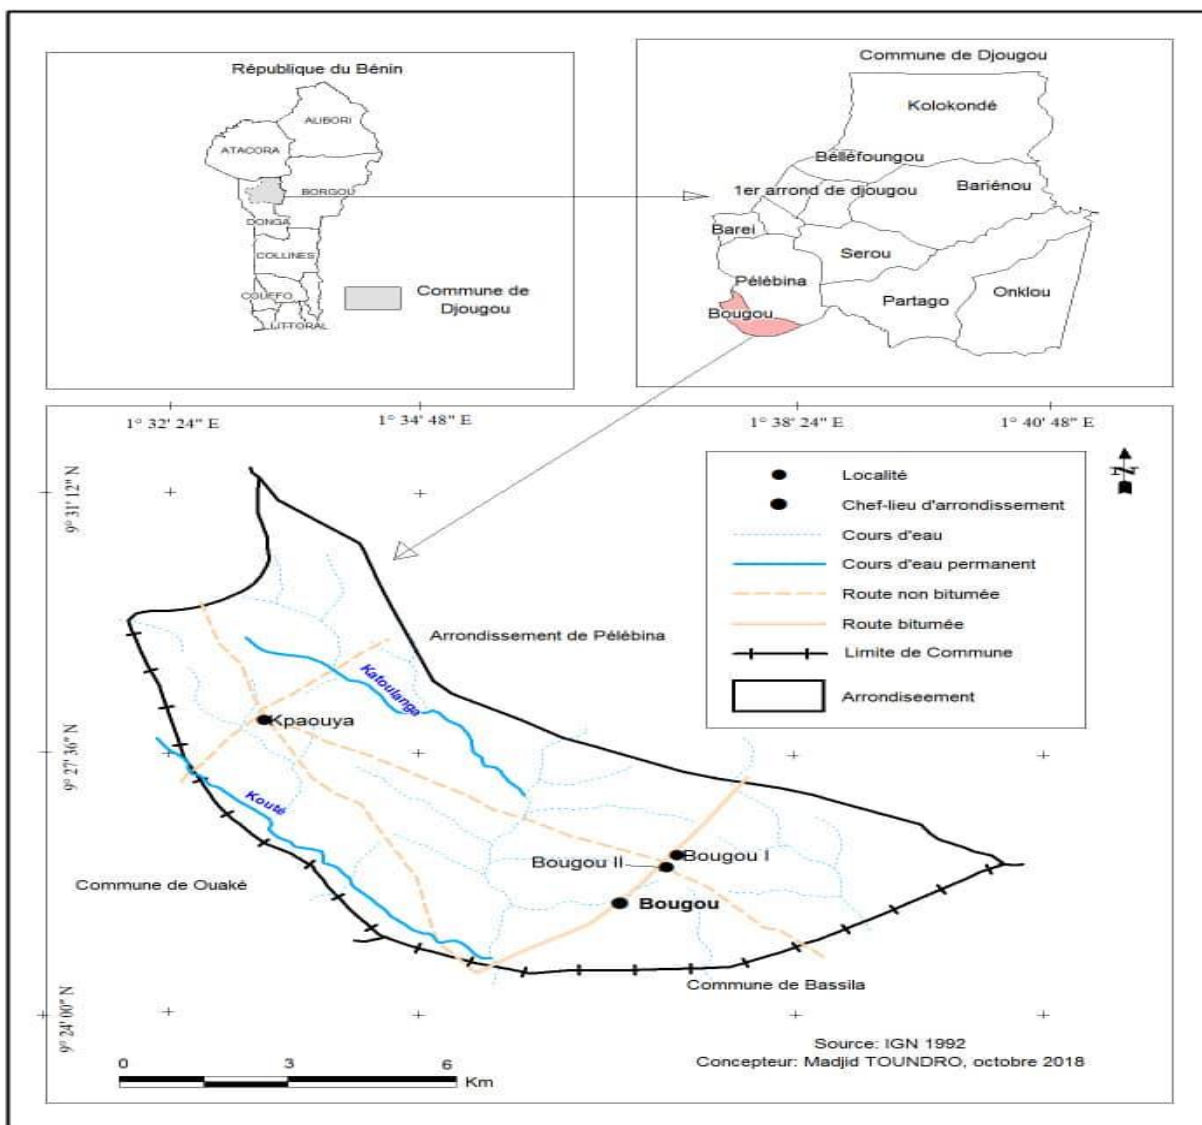 République du Bénin
ALIBORI
ATACORA
BORGOU
DONGA
COLLINES
COUFFO
LITTORAL
Commune de
Djougou
Commune de Djougou
Kolokondé
Béllèfoungou
1er arrond de djougou
Bariénou
Barei
Serou
Pélébina
Partago
Onklou
Bougou
1° 32' 24" E
1° 34' 48" E
1° 38' 24" E
1° 40' 48" E
9° 31' 12" N
9° 27' 36" N
9° 24' 00" N
Localité
Chef-lieu d'arrondissement
Cours d'eau
Cours d'eau permanent
Route non bitumée
Route bitumée
Limite de Commune
Arrondiseement
N
Arrondissement de Pélébina
Katoulanga
Kpaouya
Kouté
Bougou I
Bougou II
Bougou
Commune de Ouaké
Commune de Bassila
Source: IGN 1992
Concepteur: Madjid TOUNDRO, octobre 2018
0 3 6
Km